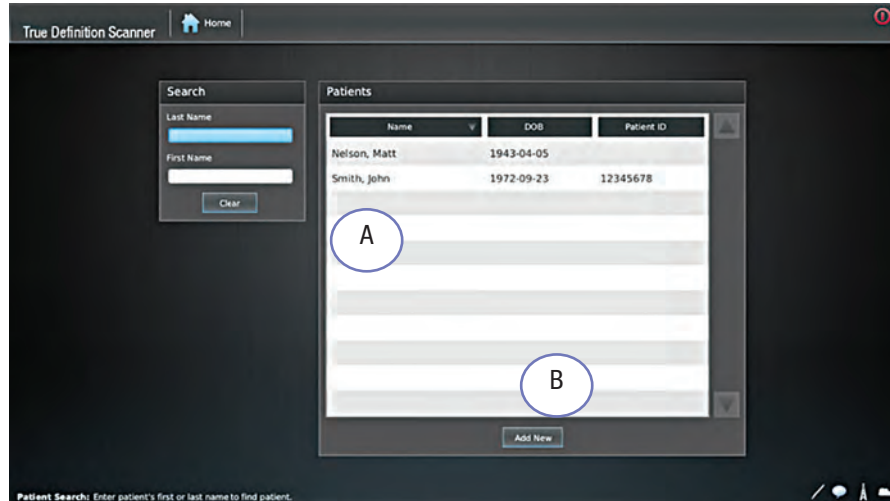 True Definition Scanner
Home
Search
Last Name
First Name
Clear
Patients
Name DOB Patient ID
Nelson, Matt 1943-04-05
Smith, John 1972-09-23 12345678
A
B
Add New
Patient Search: Enter patient's first or last name to find patient.